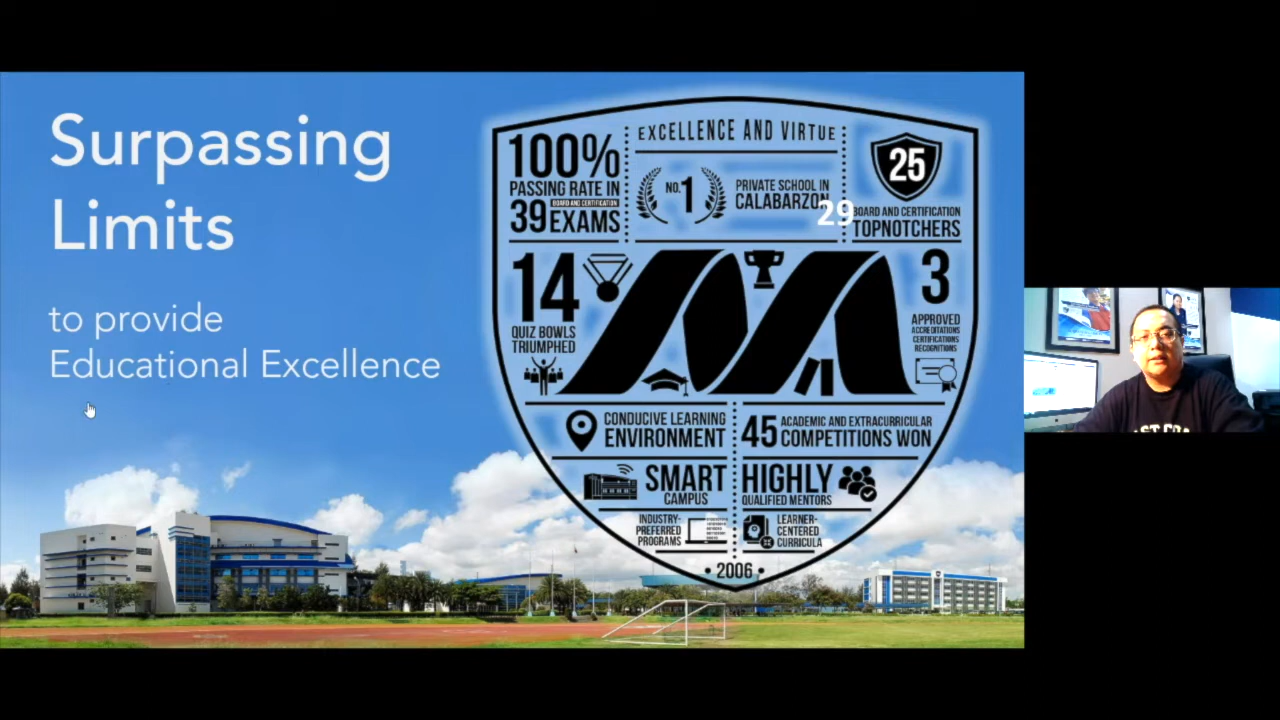 Surpassing
Limits
to provide
Educational Excellence
EXCELLENCE AND VIRTUE
100%
PASSING RATE IN
BOARD AND CERTIFICATION
39 EXAMS
NO.1
PRIVATE SCHOOL IN
CALABARZON
29
25
BOARD AND CERTIFICATION
TOPNOTCHERS
14
QUIZ BOWLS
TRIUMPHED
3
APPROVED
ACCREDITATIONS
CERTIFICATIONS
RECOGNITIONS
CONDUCIVE LEARNING
ENVIRONMENT
45 ACADEMIC AND EXTRACURRICULAR
COMPETITIONS WON
SMART
CAMPUS
HIGHLY
QUALIFIED MENTORS
INDUSTRY-
PREFERRED
PROGRAMS
LEARNER-
CENTERED
CURRICULA
• 2006 •